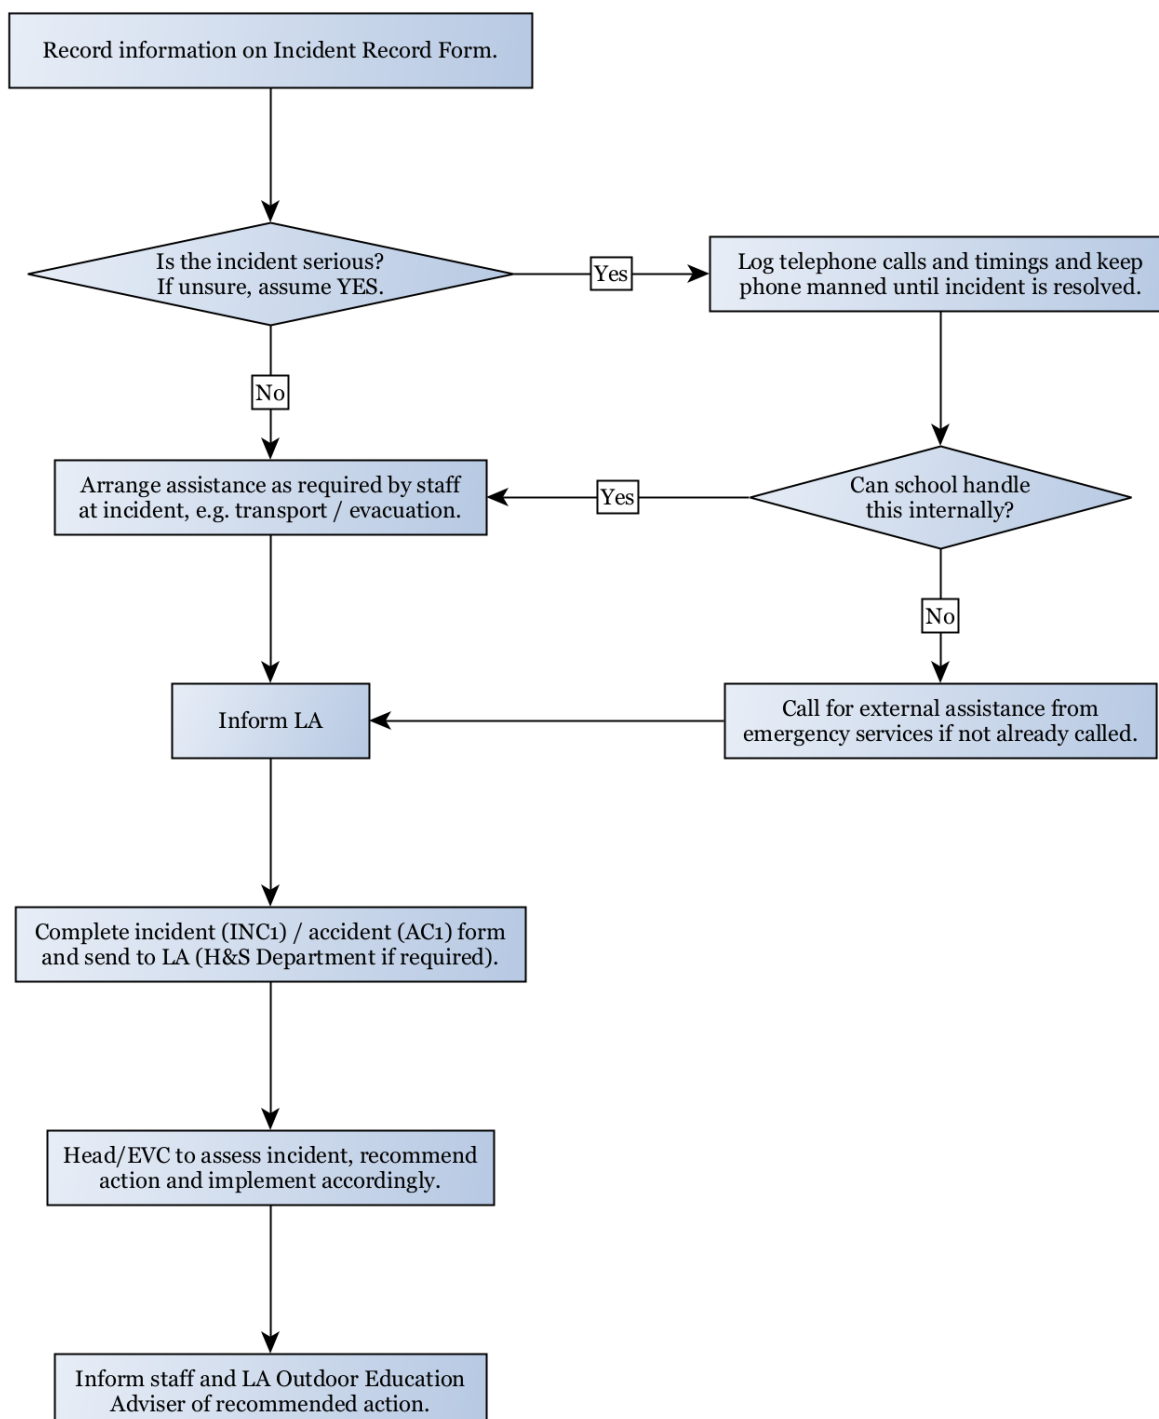 Record information on Incident Record Form.
Is the incident serious?
If unsure, assume YES.
Yes
Log telephone calls and timings and keep
phone manned until incident is resolved.
No
Arrange assistance as required by staff
at incident, e.g. transport / evacuation.
Yes
Can school handle
this internally?
No
Inform LA
Call for external assistance from
emergency services if not already called.
Complete incident (INC1) / accident (AC1) form
and send to LA (H&S Department if required).
Head/EVC to assess incident, recommend
action and implement accordingly.
Inform staff and LA Outdoor Education
Adviser of recommended action.